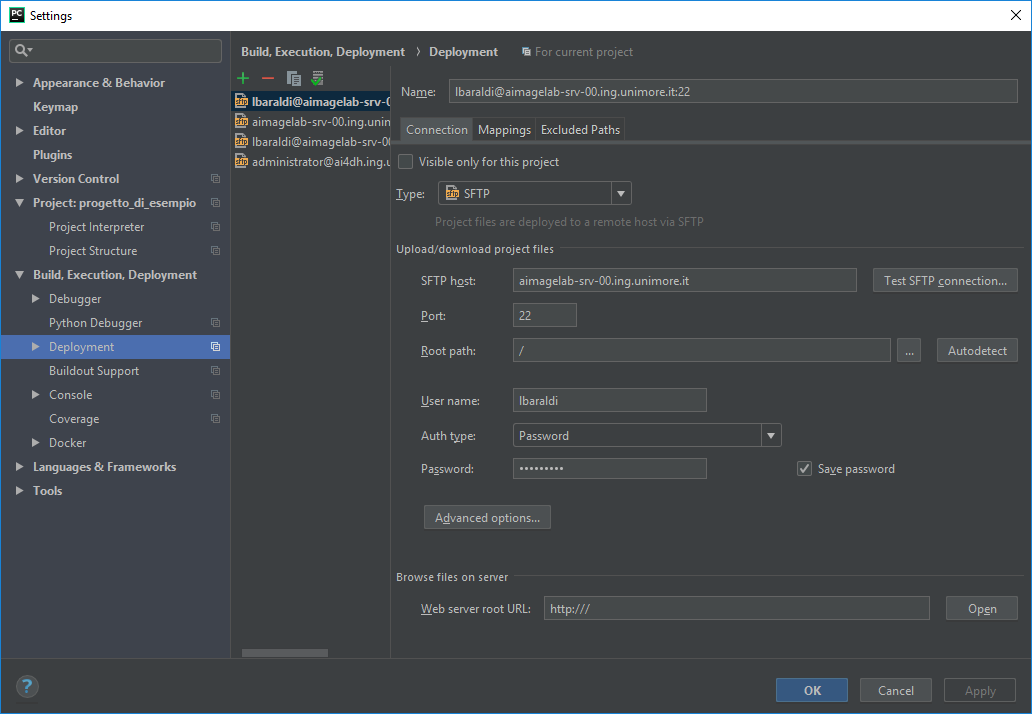 PC Settings
Build, Execution, Deployment › Deployment For current project
Appearance & Behavior
Keymap
Editor
Plugins
Version Control
Project: progetto_di_esempio
Project Interpreter
Project Structure
Build, Execution, Deployment
Debugger
Python Debugger
Deployment
Buildout Support
Console
Coverage
Docker
Languages & Frameworks
Tools
lbaraldi@aimagelab-srv-0
aimagelab-srv-00.ing.unim
lbaraldi@aimagelab-srv-00
administrator@ai4dh.ing.u
Name: lbaraldi@aimagelab-srv-00.ing.unimore.it:22
Connection Mappings Excluded Paths
Visible only for this project
Type: SFTP
Project files are deployed to a remote host via SFTP
Upload/download project files
SFTP host: aimagelab-srv-00.ing.unimore.it Test SFTP connection...
Port: 22
Root path: / ... Autodetect
User name: lbaraldi
Auth type: Password
Password: ••••••••• Save password
Advanced options...
Browse files on server
Web server root URL: http:/// Open
? OK Cancel Apply